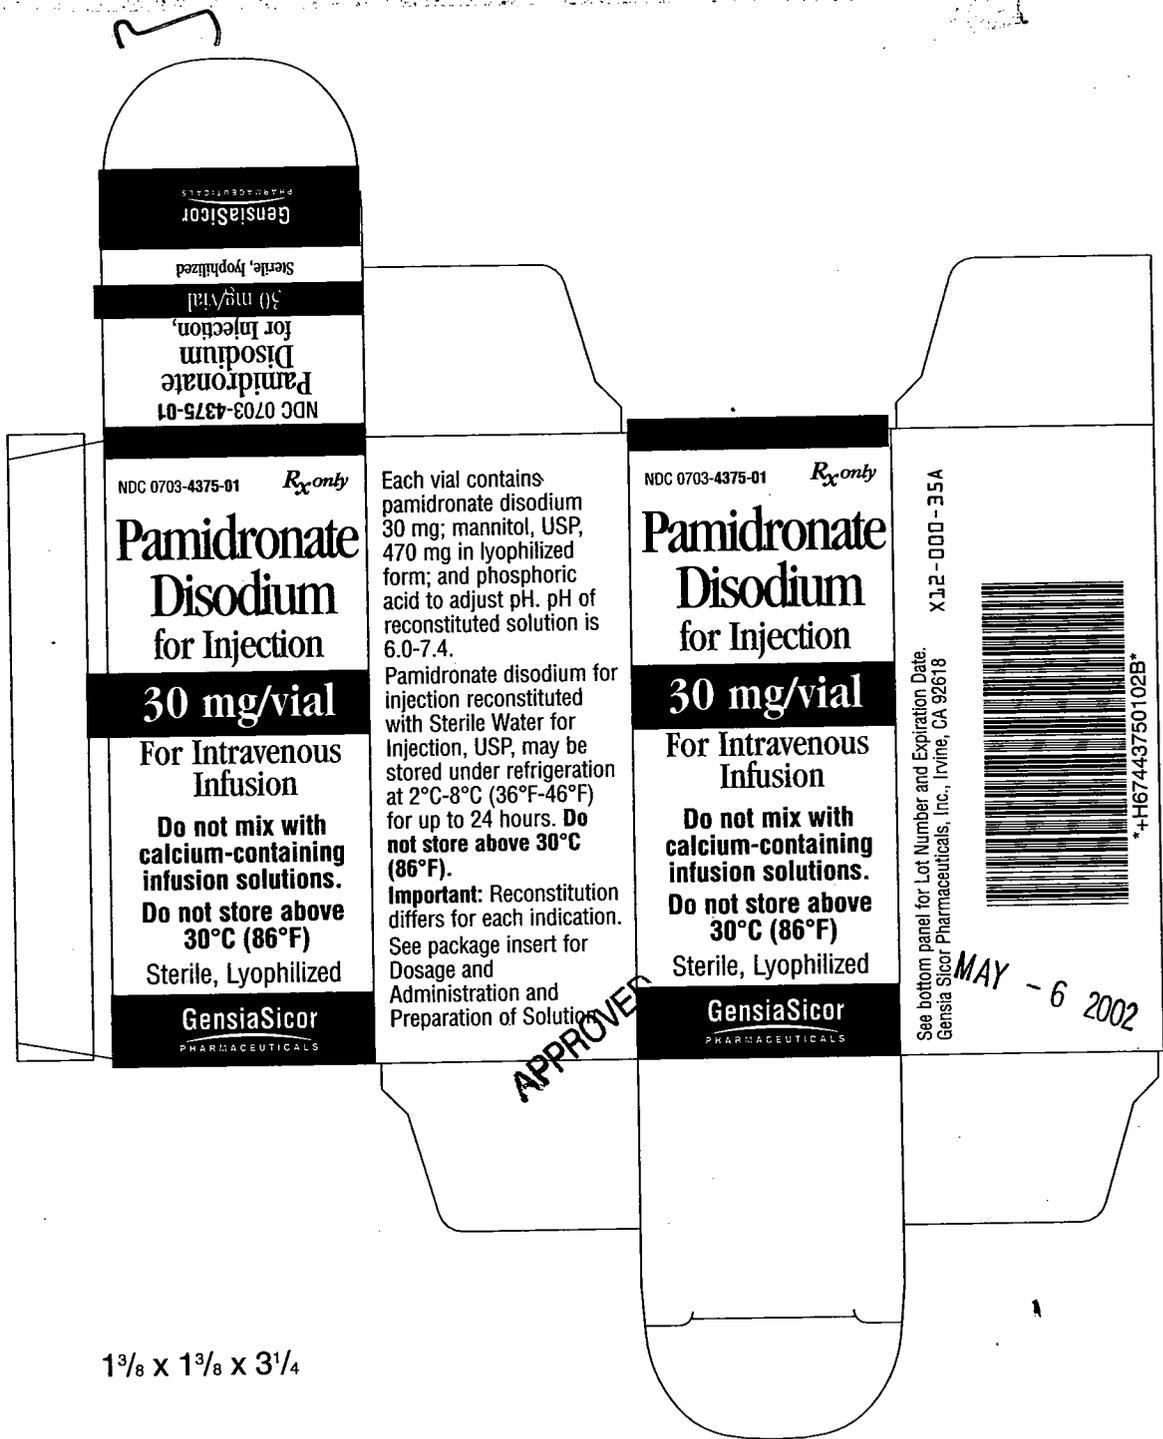 GensiaSicor
PHARMACEUTICALS
Sterile, lyophilized
30 mg/vial
for Injection,
Disodium
Pamidronate
NDC 0703-4375-01
NDC 0703-4375-01 Rx only
Pamidronate
Disodium
for Injection
30 mg/vial
For Intravenous
Infusion
Do not mix with
calcium-containing
infusion solutions.
Do not store above
30°C (86°F)
Sterile, Lyophilized
GensiaSicor
PHARMACEUTICALS
Each vial contains
pamidronate disodium
30 mg; mannitol, USP,
470 mg in lyophilized
form; and phosphoric
acid to adjust pH. pH of
reconstituted solution is
6.0-7.4.
Pamidronate disodium for
injection reconstituted
with Sterile Water for
Injection, USP, may be
stored under refrigeration
at 2°C-8°C (36°F-46°F)
for up to 24 hours. Do
not store above 30°C
(86°F).
Important: Reconstitution
differs for each indication.
See package insert for
Dosage and
Administration and
Preparation of Solution
APPROVED
NDC 0703-4375-01 Rx only
Pamidronate
Disodium
for Injection
30 mg/vial
For Intravenous
Infusion
Do not mix with
calcium-containing
infusion solutions.
Do not store above
30°C (86°F)
Sterile, Lyophilized
GensiaSicor
PHARMACEUTICALS
See bottom panel for Lot Number and Expiration Date.
Gensia Sicor Pharmaceuticals, Inc., Irvine, CA 92618
X12-000-35A
*+H67443750102B*
MAY - 6 2002
1 3/8 x 1 3/8 x 3 1/4